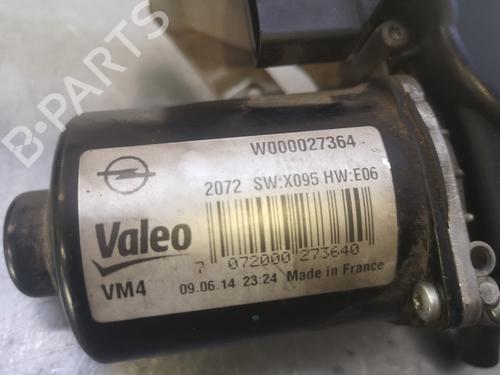 B-PARTS
W000027364
2072 SW:X095 HW:E06
Valeo
7 072000 273640
VM4 09.06.14 23:24 Made in France